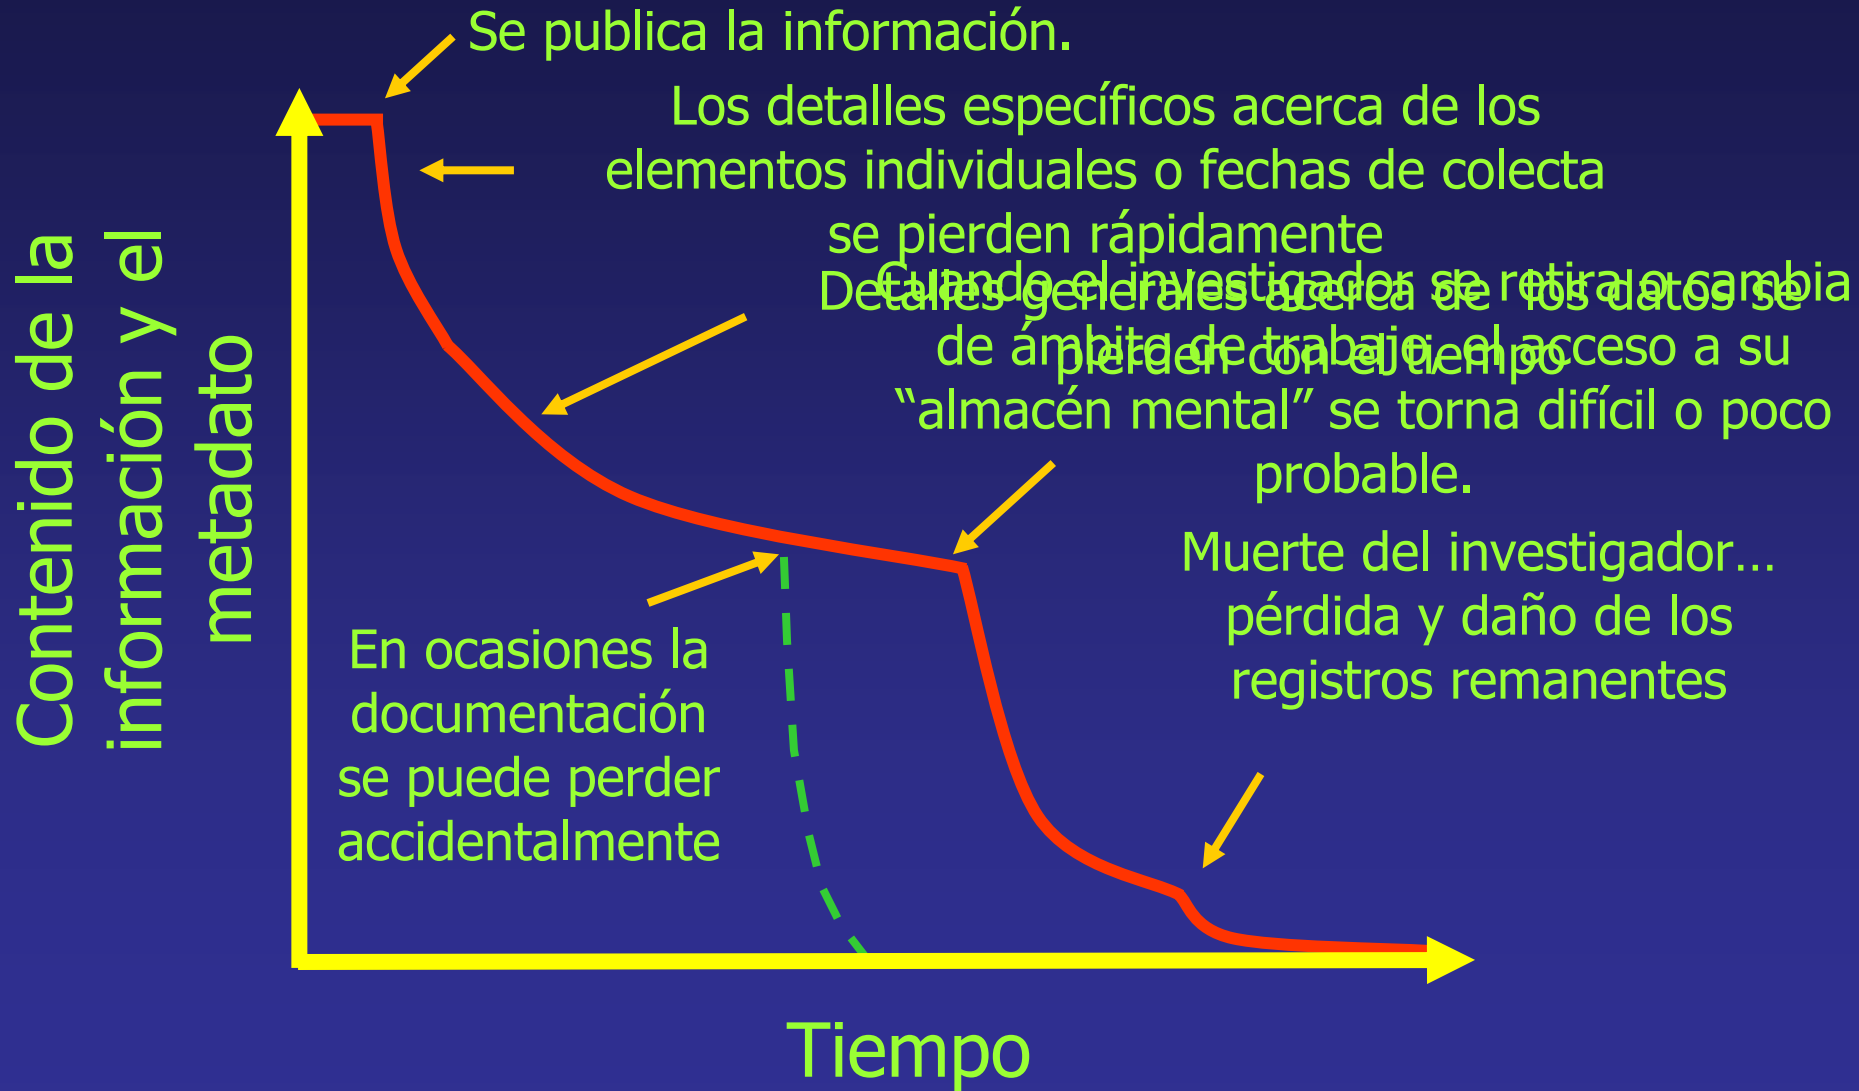 Se publica la información.
Los detalles específicos acerca de los
elementos individuales o fechas de colecta
se pierden rápidamente
Detalles generales acerca de los datos se
pierden con el tiempo
Cuando el investigador se retira o cambia
de ámbito de trabajo, el acceso a su
“almacén mental” se torna difícil o poco
probable.
Muerte del investigador…
pérdida y daño de los
registros remanentes
En ocasiones la
documentación
se puede perder
accidentalmente
Contenido de la
información y el
metadato
Tiempo